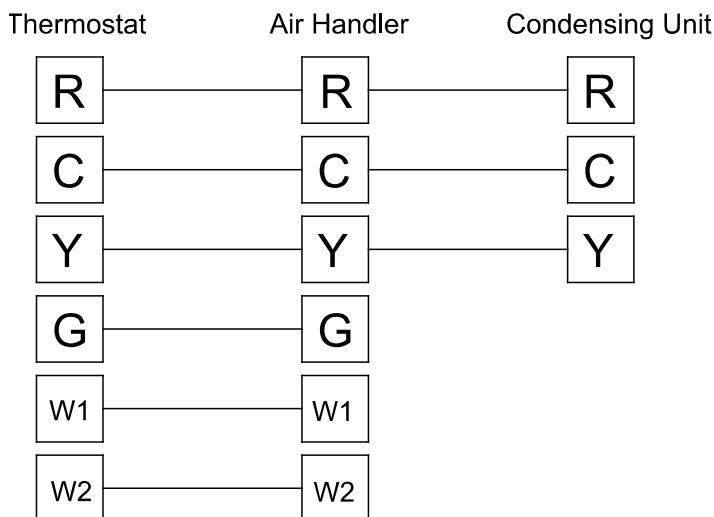 Thermostat Air Handler Condensing Unit
R R R
C C C
Y Y Y
G G
W1 W1
W2 W2